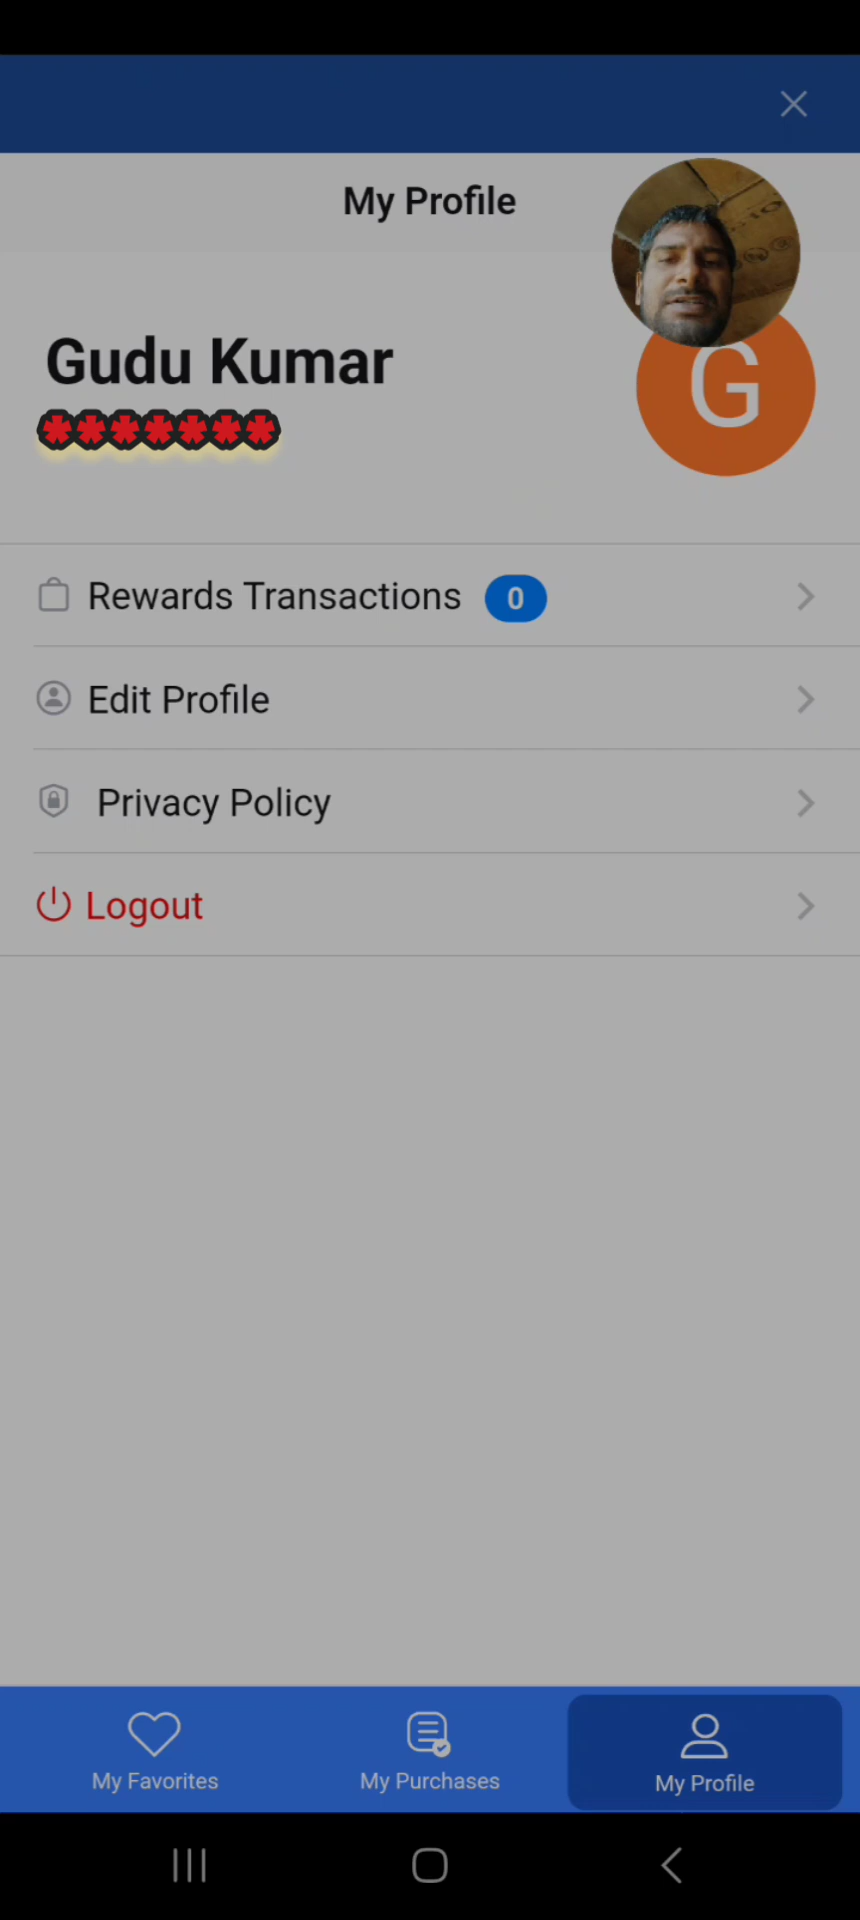 My Profile
Gudu Kumar
*******
G
Rewards Transactions 0
Edit Profile
Privacy Policy
Logout
My Favorites
My Purchases
My Profile